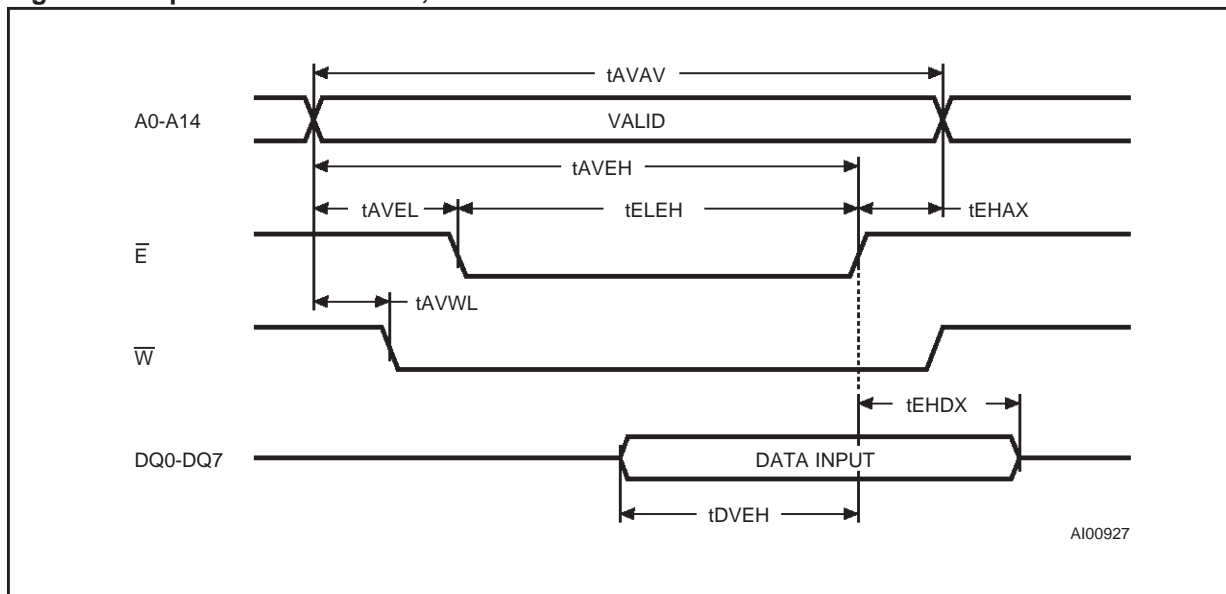 tAVAV
A0-A14
VALID
tAVEH
tAVEL
tELEH
tEHAX
E̅
tAVWL
W̅
tEHDX
DQ0-DQ7
DATA INPUT
tDVEH
AI00927